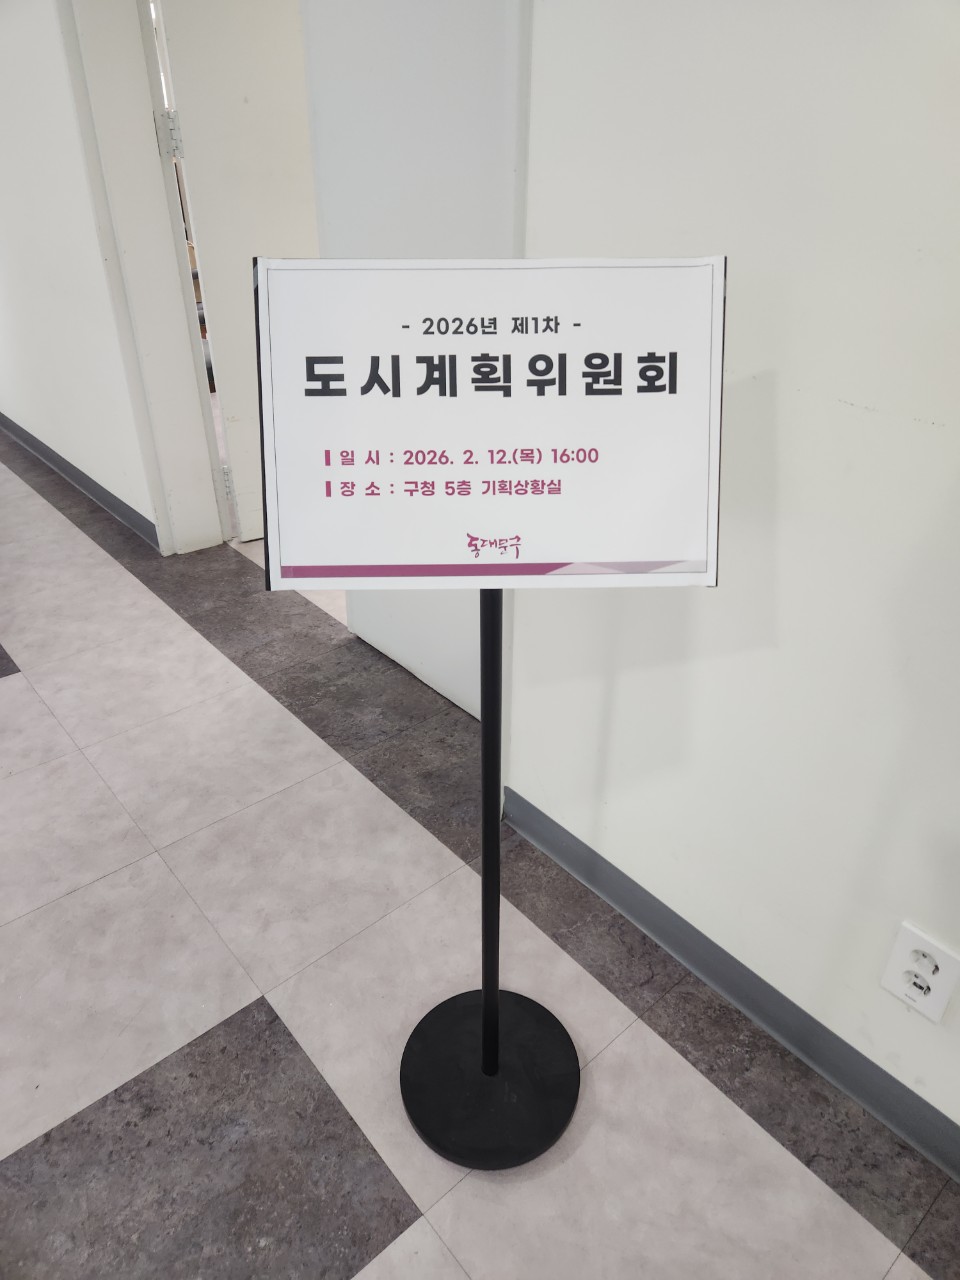 - 2026년 제1차 -
도시계획위원회
일 시 : 2026. 2. 12.(목) 16:00
장 소 : 구청 5층 기획상황실
동대문구